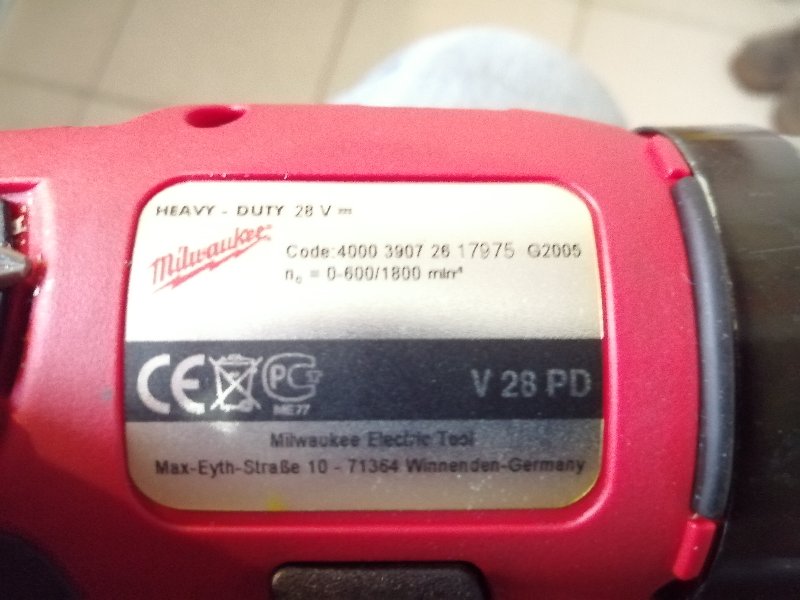 HEAVY - DUTY 28 V
Milwaukee
Code: 4000 3907 26 17975 G2005
n₀ = 0-600/1800 min⁻¹
CE PC
ME77
V 28 PD
Milwaukee Electric Tool
Max-Eyth-Straße 10 - 71364 Winnenden-Germany